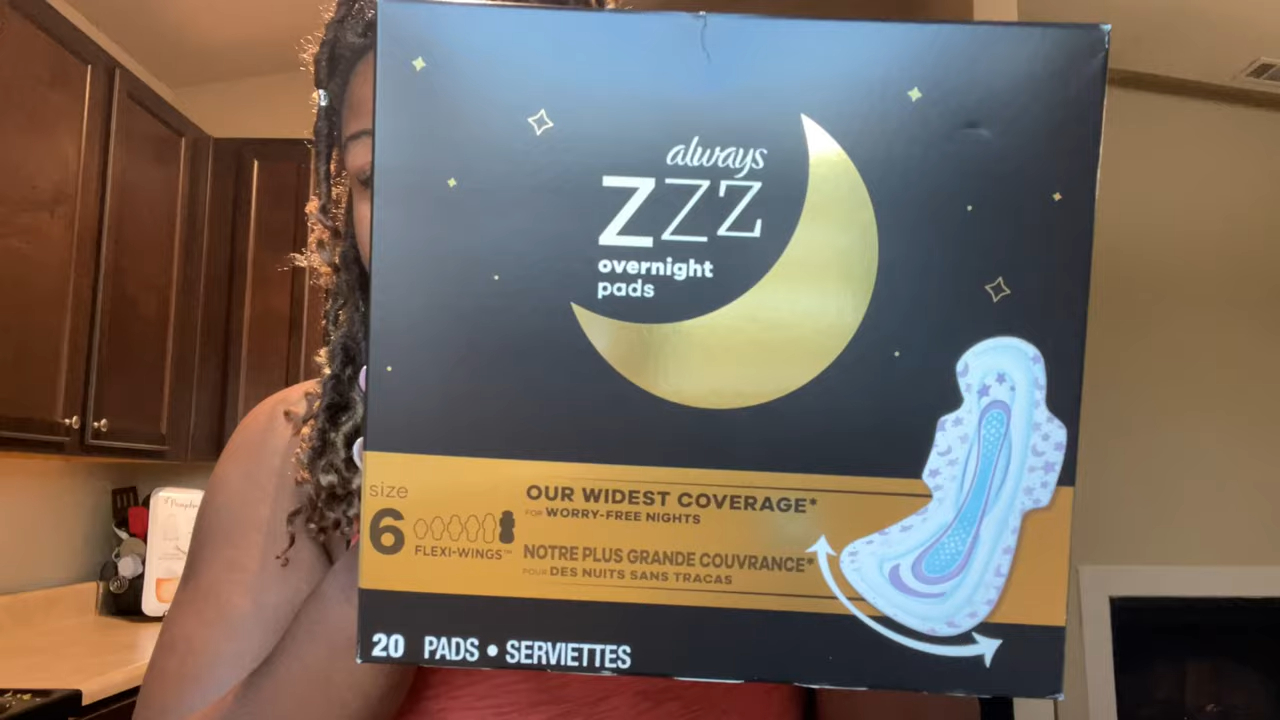 always
ZZZ
overnight
pads
size
6
FLEXI-WINGS™
OUR WIDEST COVERAGE*
FOR WORRY-FREE NIGHTS
NOTRE PLUS GRANDE COUVRANCE*
POUR DES NUITS SANS TRACAS
20 PADS • SERVIETTES